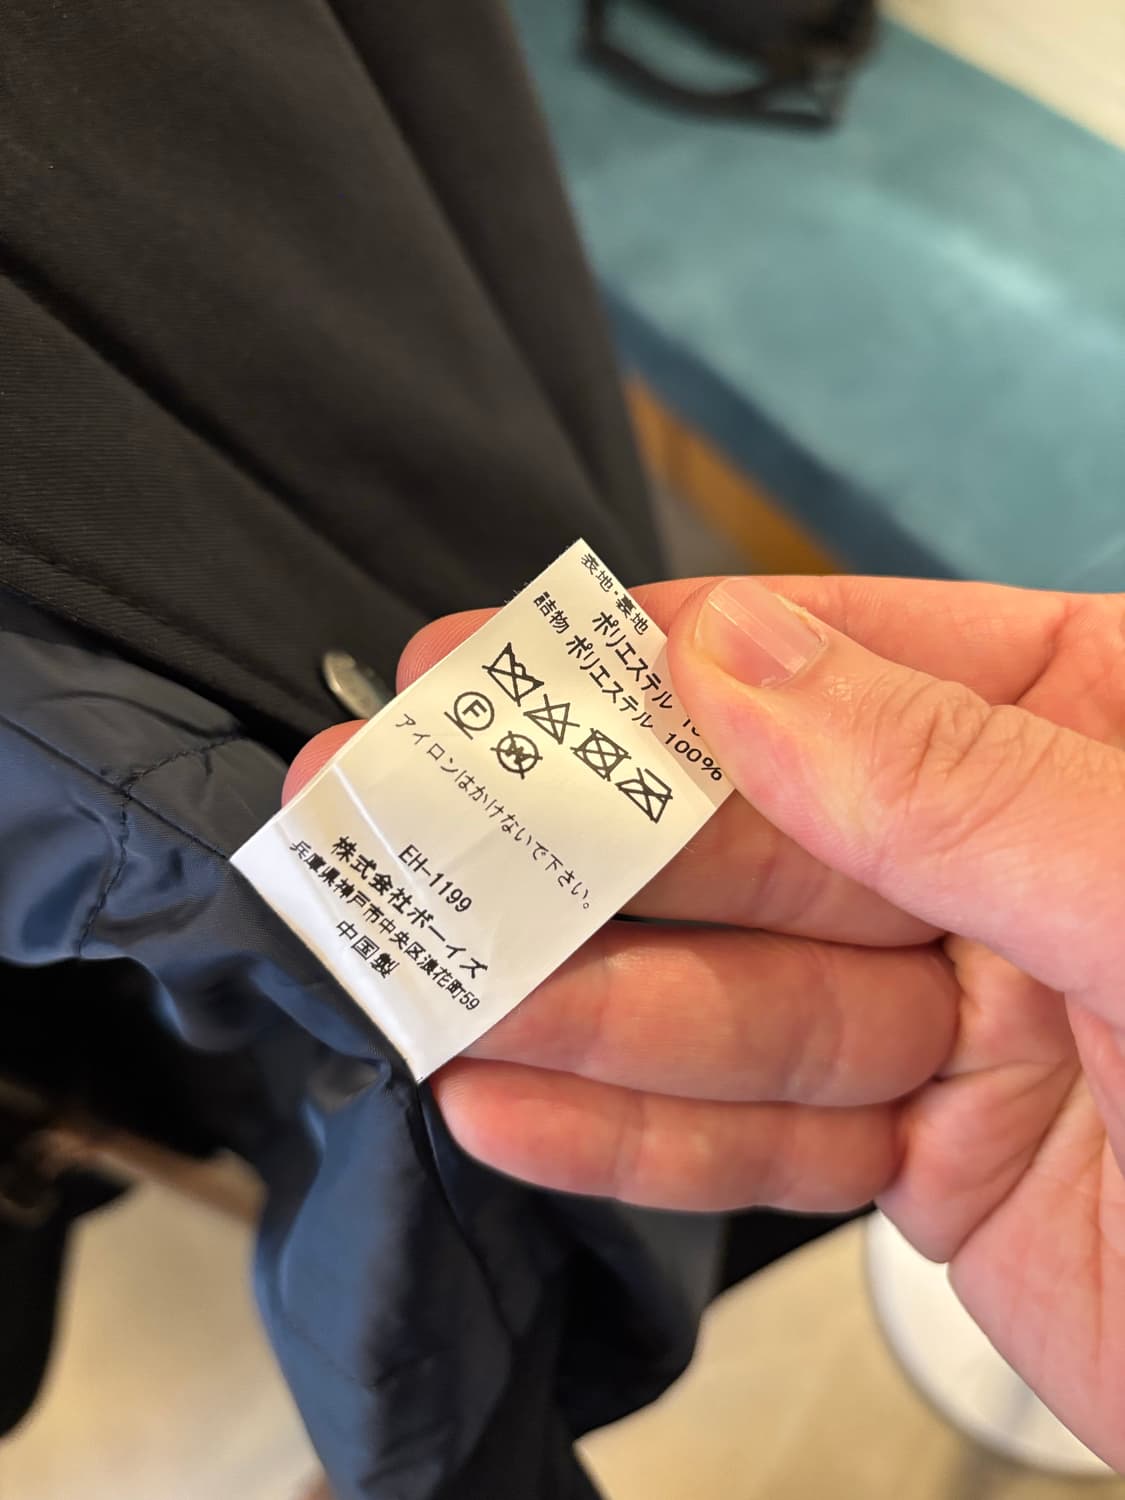 表地・裏地
ポリエステル
詰物
ポリエステル 100%
F
W
アイロンはかけないで下さい。
EH-1199
株式会社ボーイズ
兵庫県神戸市中央区浪花町59
中国製